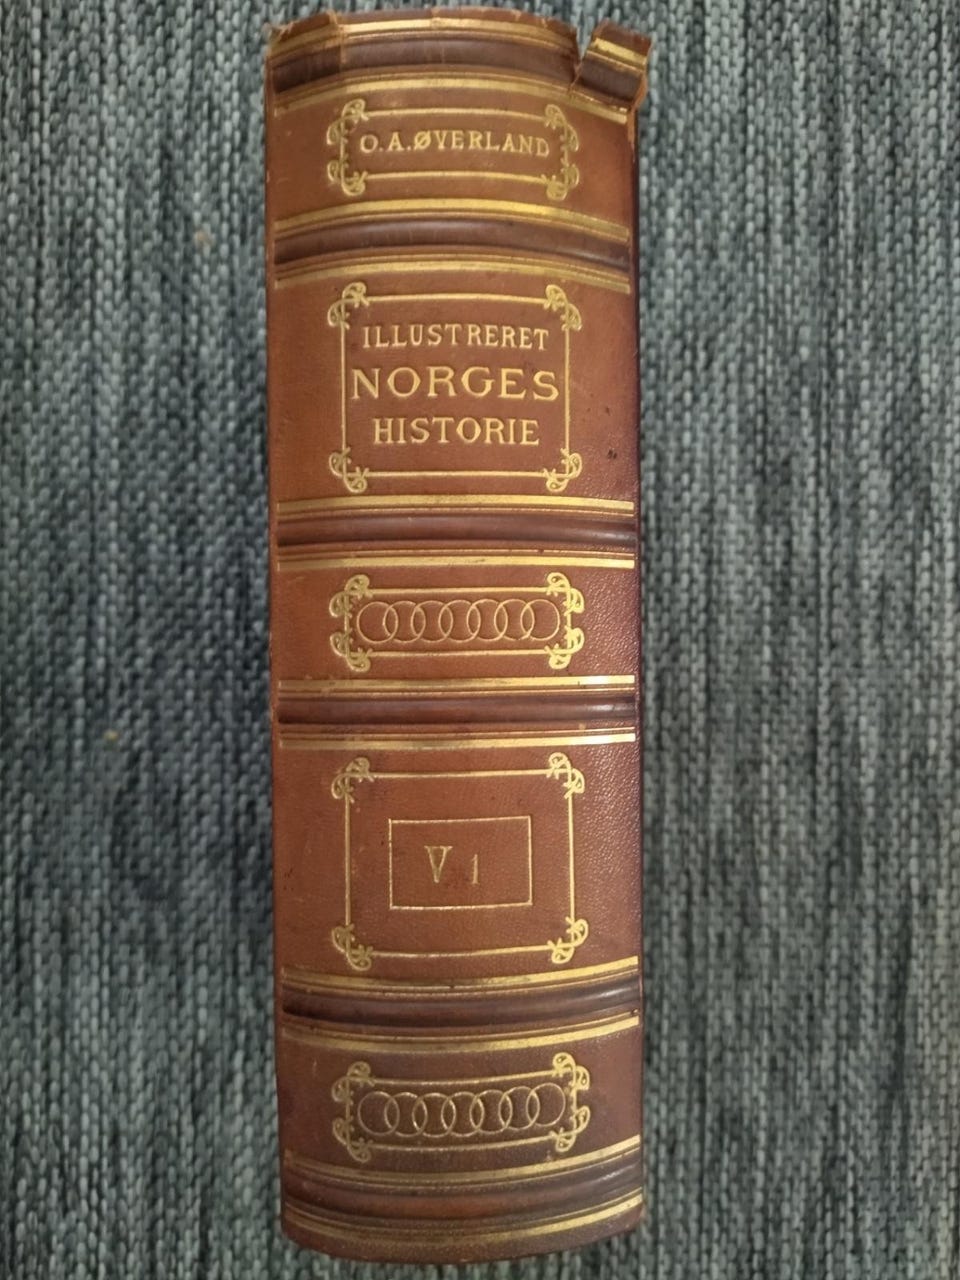 O.A.ØVERLAND
ILLUSTRERET
NORGES
HISTORIE
V 1